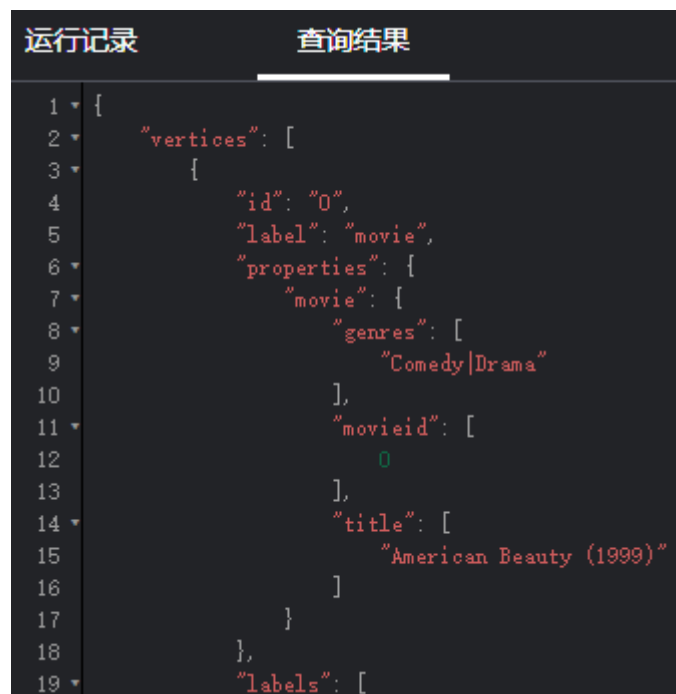 运行记录 查询结果
1 {
2 "vertices": [
3 {
4 "id": "0",
5 "label": "movie",
6 "properties": {
7 "movie": {
8 "genres": [
9 "Comedy|Drama"
10 ],
11 "movieid": [
12 0
13 ],
14 "title": [
15 "American Beauty (1999)"
16 ]
17 }
18 },
19 "labels": [